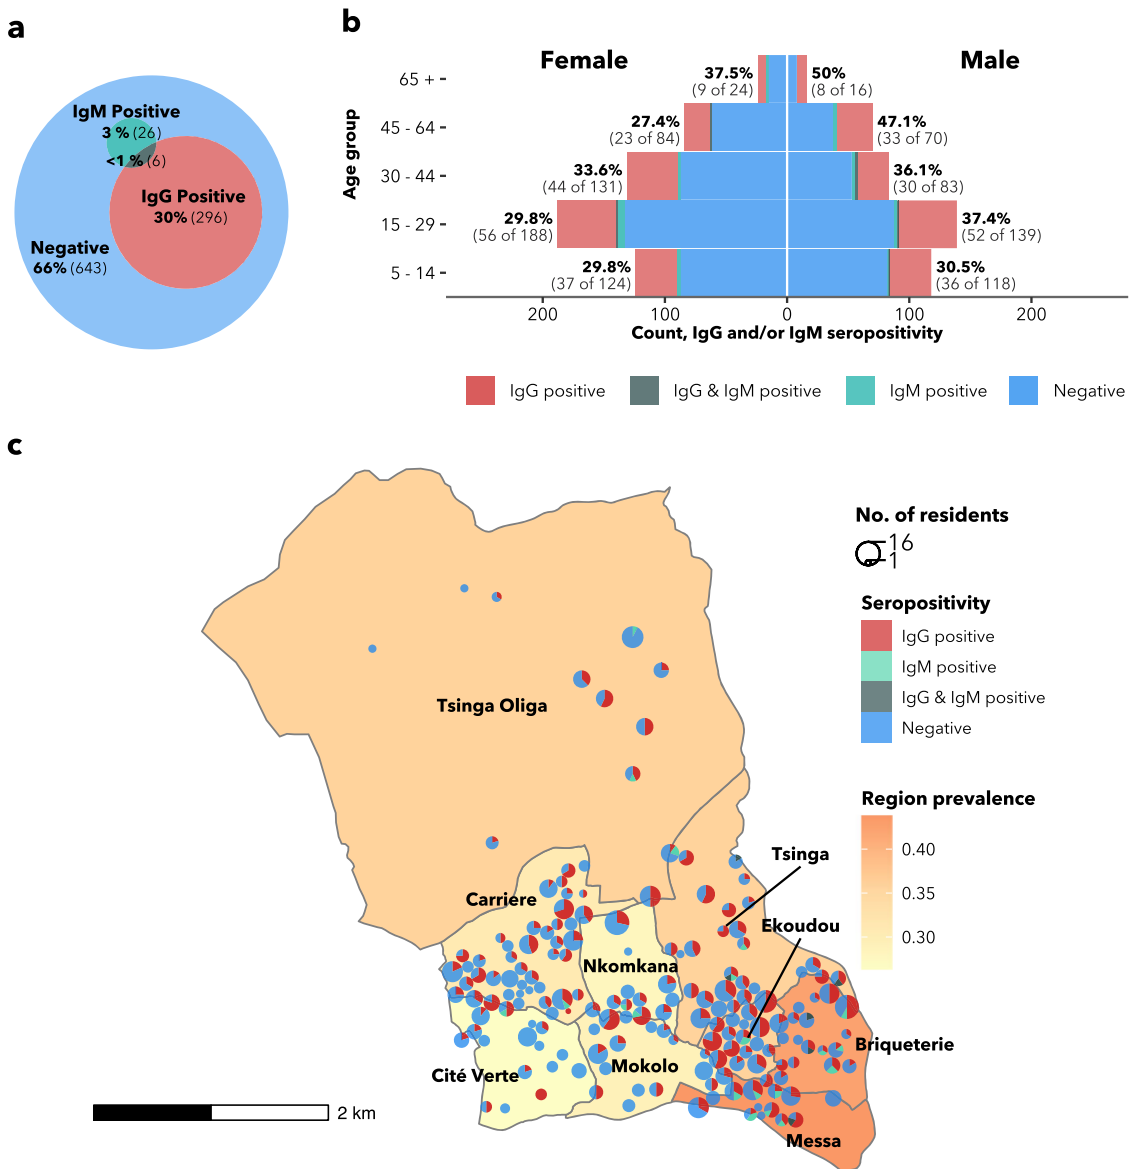 a
IgM Positive
3 % (26)
<1 % (6)
IgG Positive
30% (296)
Negative
66% (643)
b
Female
Male
Age group
65 +
37.5%
(9 of 24)
50%
(8 of 16)
45 - 64
27.4%
(23 of 84)
47.1%
(33 of 70)
30 - 44
33.6%
(44 of 131)
36.1%
(30 of 83)
15 - 29
29.8%
(56 of 188)
37.4%
(52 of 139)
5 - 14
29.8%
(37 of 124)
30.5%
(36 of 118)
200 100 0 100 200
Count, IgG and/or IgM seropositivity
IgG positive IgG & IgM positive IgM positive Negative
c
No. of residents
16
1
Seropositivity
IgG positive
IgM positive
IgG & IgM positive
Negative
Region prevalence
0.40
0.35
0.30
Tsinga Oliga
Tsinga
Carriere
Ekoudou
Nkomkana
Briqueterie
Cité Verte
Mokolo
Messa
2 km